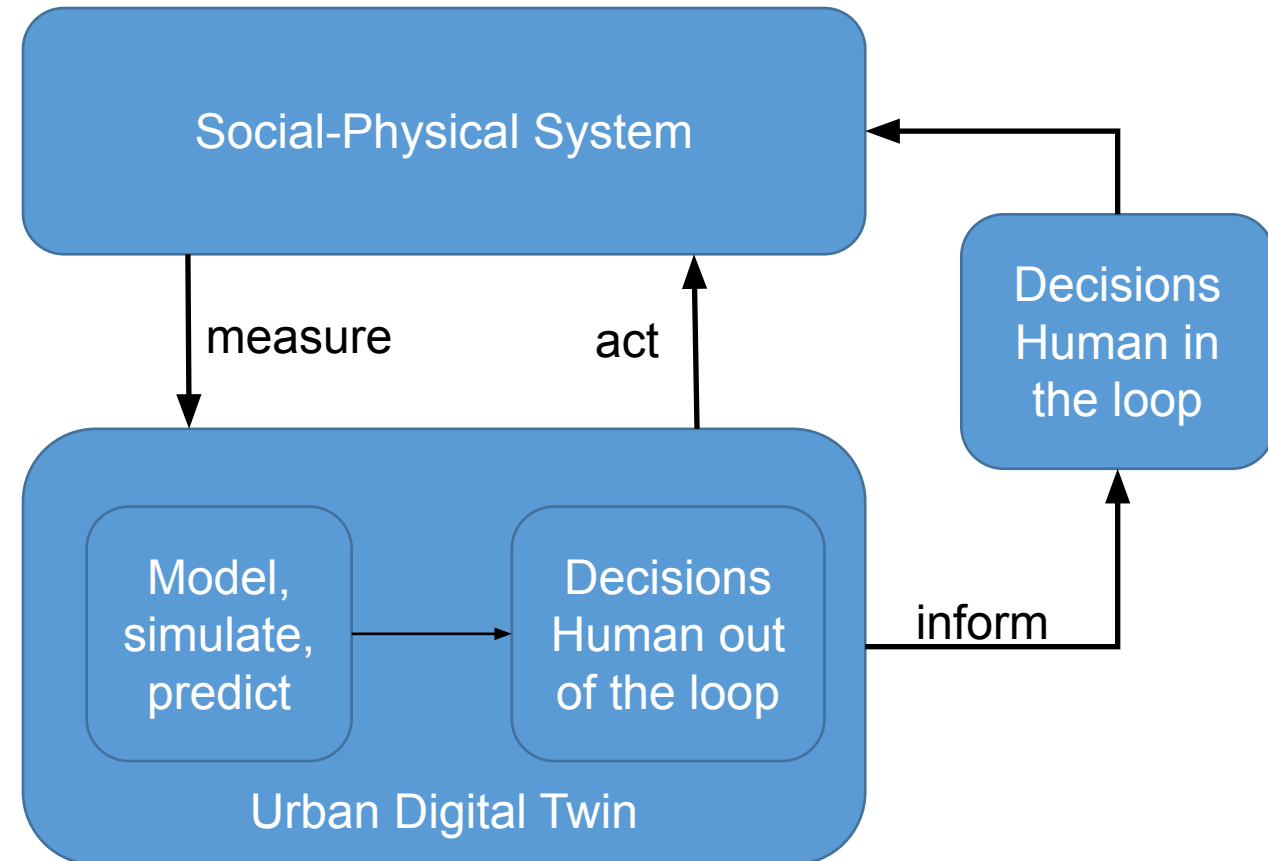 Social-Physical System
measure
act
Decisions
Human in
the loop
Model,
simulate,
predict
Decisions
Human out
of the loop
inform
Urban Digital Twin